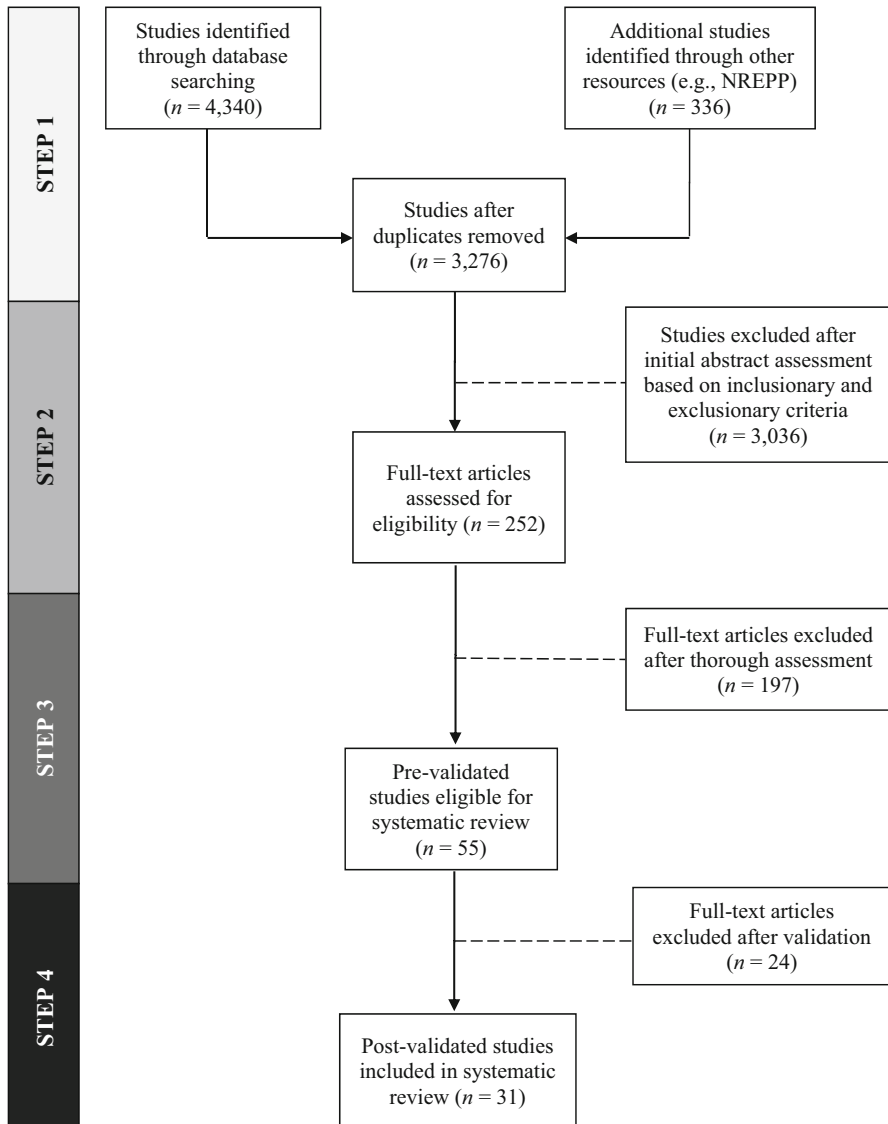 STEP 1
Studies identified
through database
searching
(n = 4,340)
Additional studies
identified through other
resources (e.g., NREPP)
(n = 336)
Studies after
duplicates removed
(n = 3,276)
STEP 2
Studies excluded after
initial abstract assessment
based on inclusionary and
exclusionary criteria
(n = 3,036)
Full-text articles
assessed for
eligibility (n = 252)
STEP 3
Full-text articles excluded
after thorough assessment
(n = 197)
Pre-validated
studies eligible for
systematic review
(n = 55)
STEP 4
Full-text articles
excluded after validation
(n = 24)
Post-validated studies
included in systematic
review (n = 31)